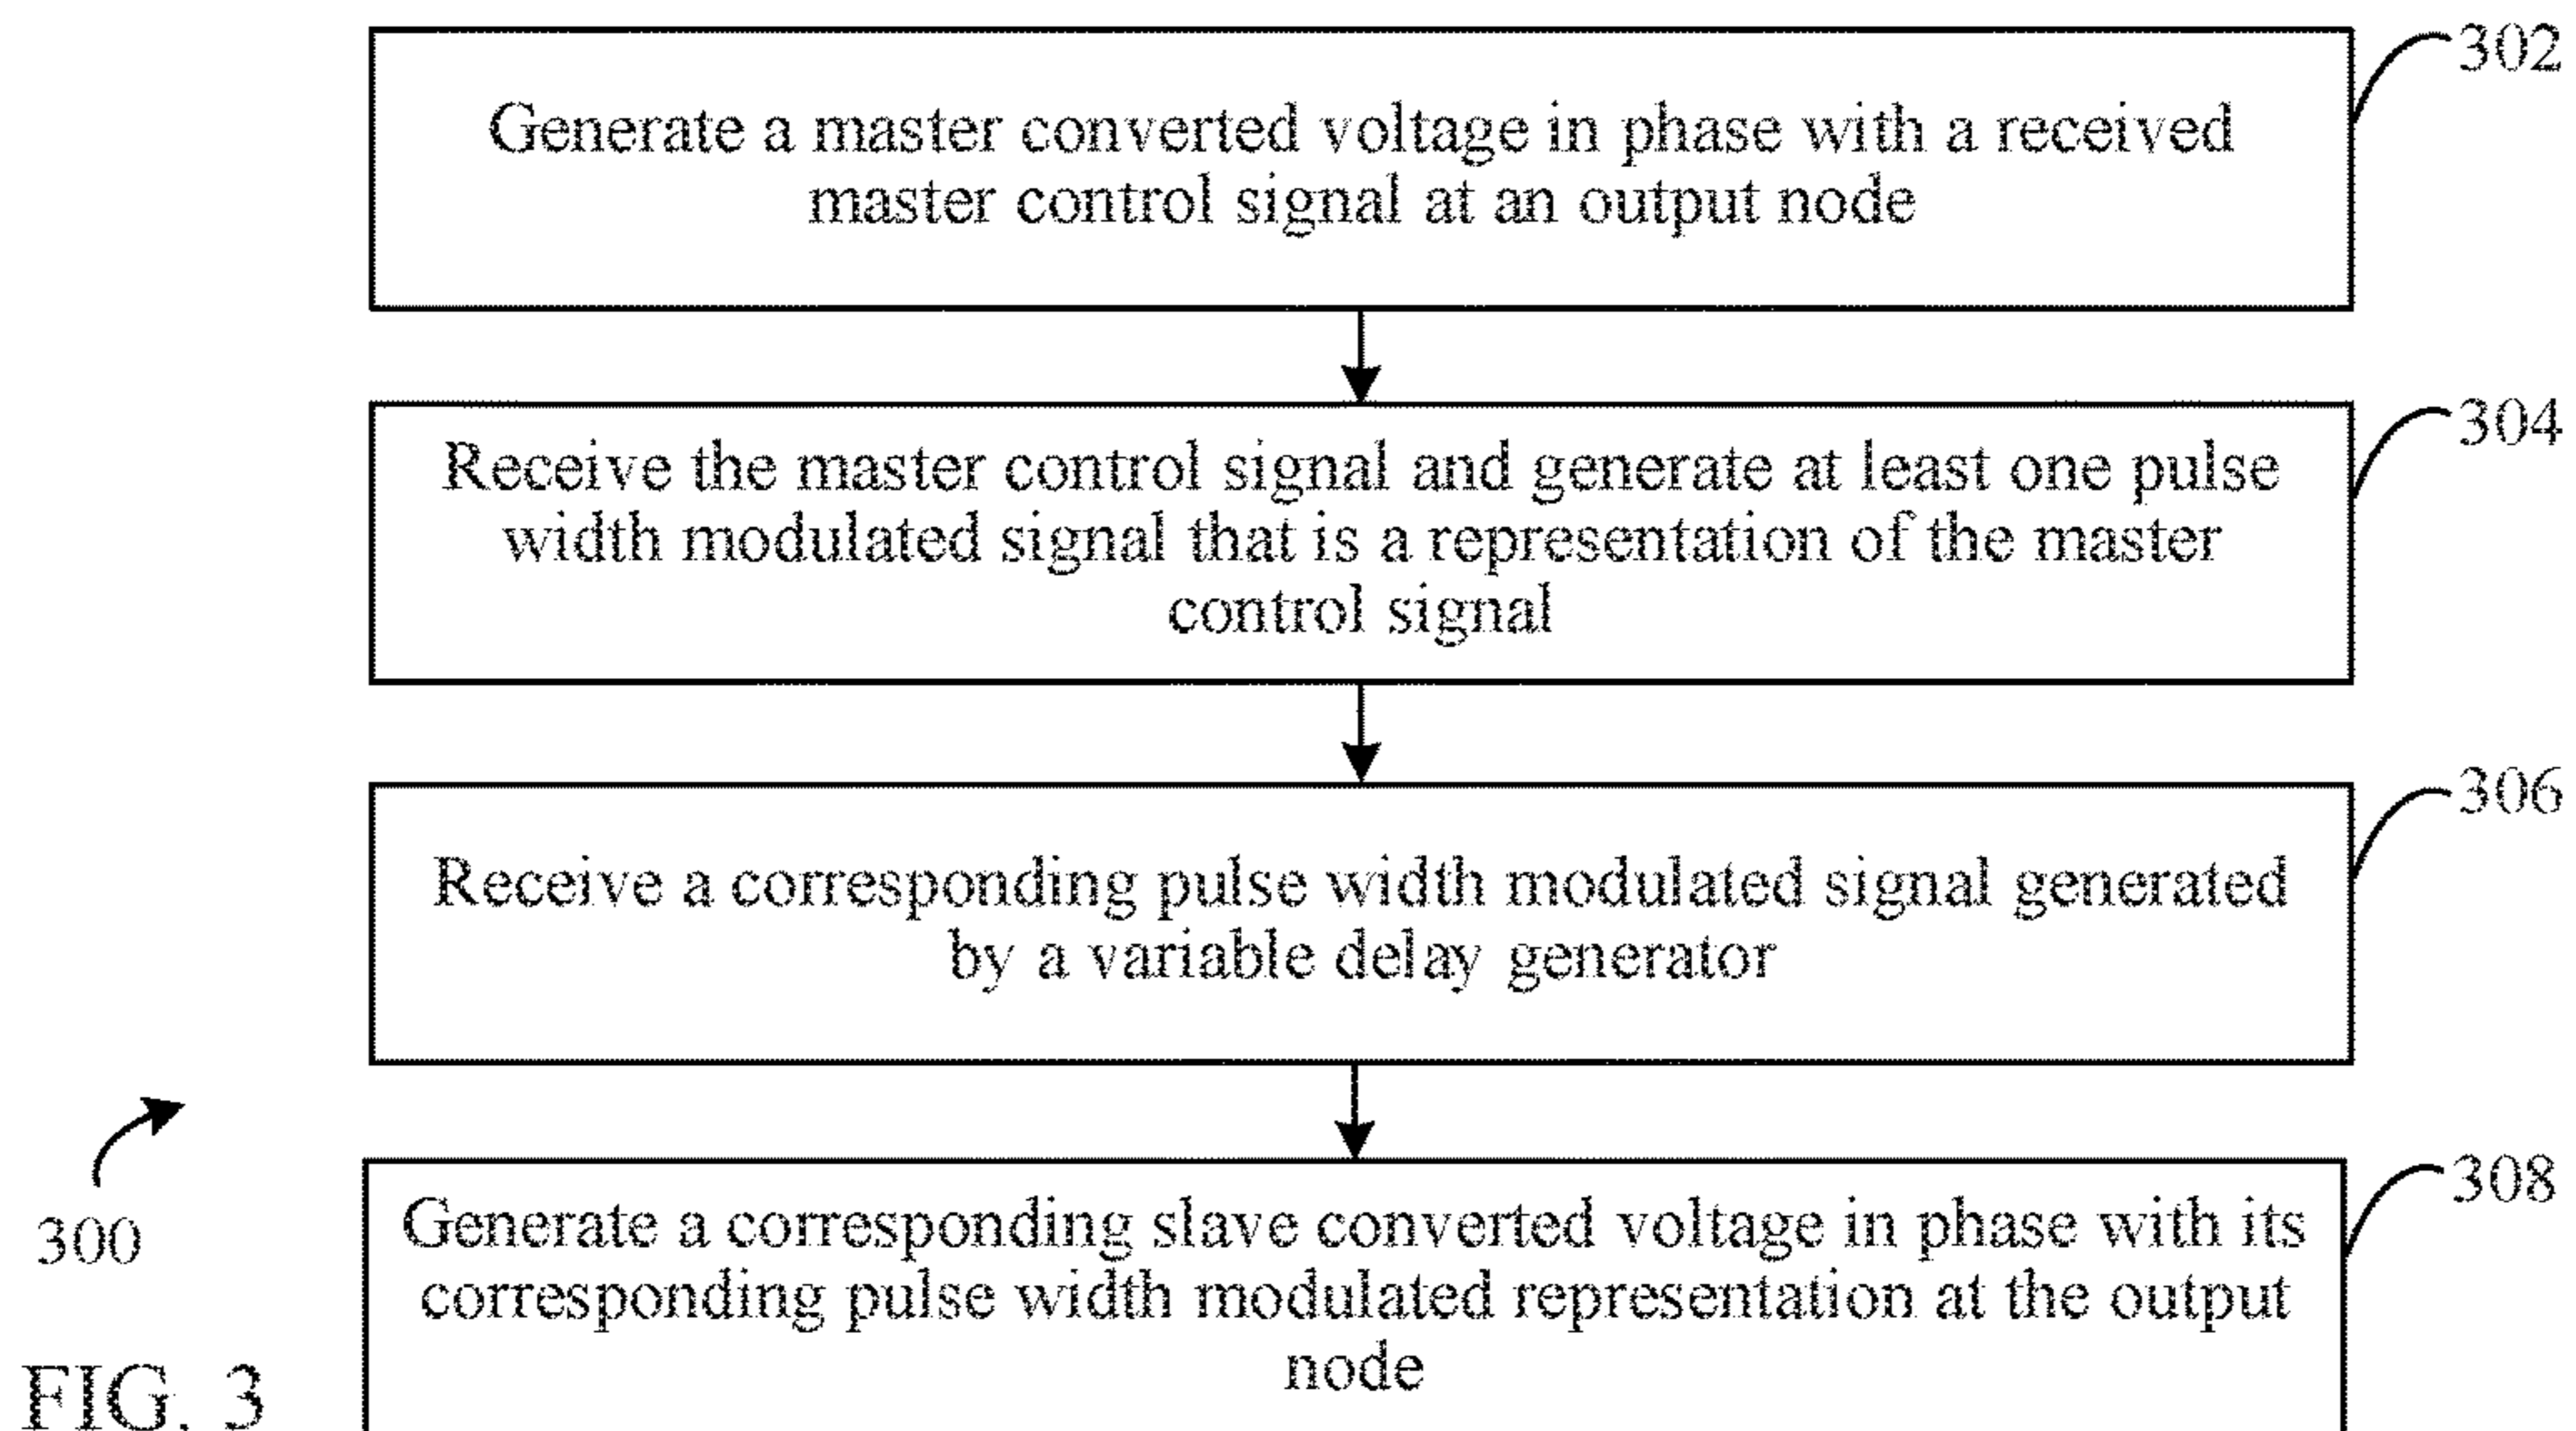 302
Generate a master converted voltage in phase with a received
master control signal at an output node
304
Receive the master control signal and generate at least one pulse
width modulated signal that is a representation of the master
control signal
306
Receive a corresponding pulse width modulated signal generated
by a variable delay generator
308
Generate a corresponding slave converted voltage in phase with its
corresponding pulse width modulated representation at the output
node
300
FIG. 3